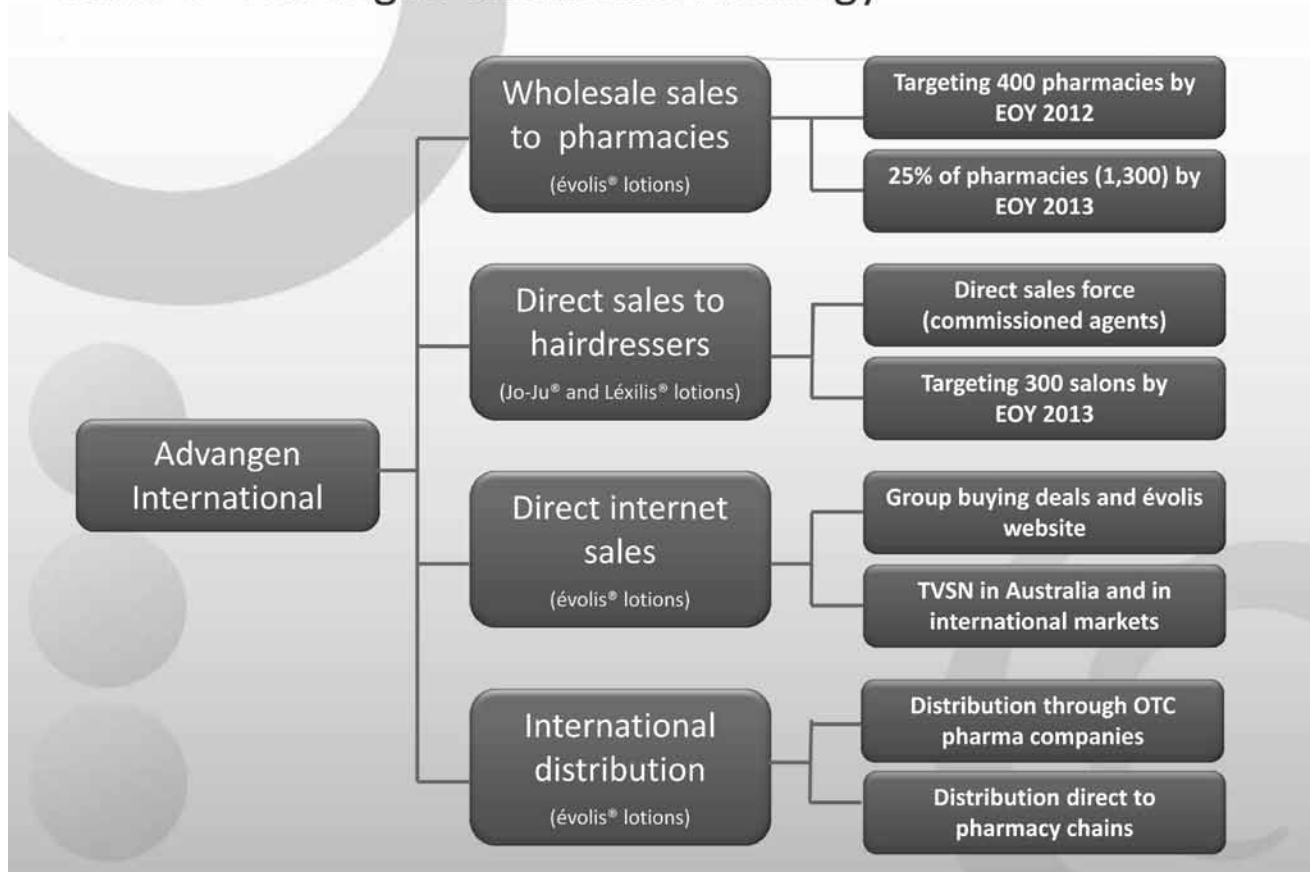 Advangen
International
Wholesale sales
to pharmacies
(évolis® lotions)
Targeting 400 pharmacies by
EOY 2012
25% of pharmacies (1,300) by
EOY 2013
Direct sales to
hairdressers
(Jo-Ju® and Léxilis® lotions)
Direct sales force
(commissioned agents)
Targeting 300 salons by
EOY 2013
Direct internet
sales
(évolis® lotions)
Group buying deals and évolis
website
TVSN in Australia and in
international markets
International
distribution
(évolis® lotions)
Distribution through OTC
pharma companies
Distribution direct to
pharmacy chains